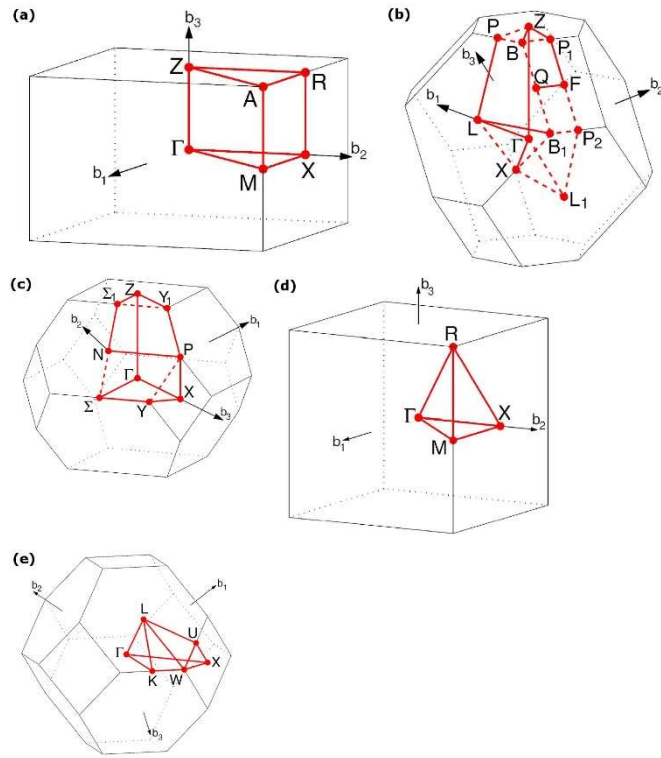 (a)
b3
Z
A
R
Γ
M
X
b2
b1
(b)
P
Z
B
P1
b3
Q
F
b2
b1
L
Γ
B1
P2
X
L1
(c)
Σ1
Z
Y1
b2
b1
N
P
Γ
Σ
Y
X
b3
(d)
b3
R
Γ
X
b2
b1
M
(e)
b2
b1
L
U
Γ
X
K
W
b3